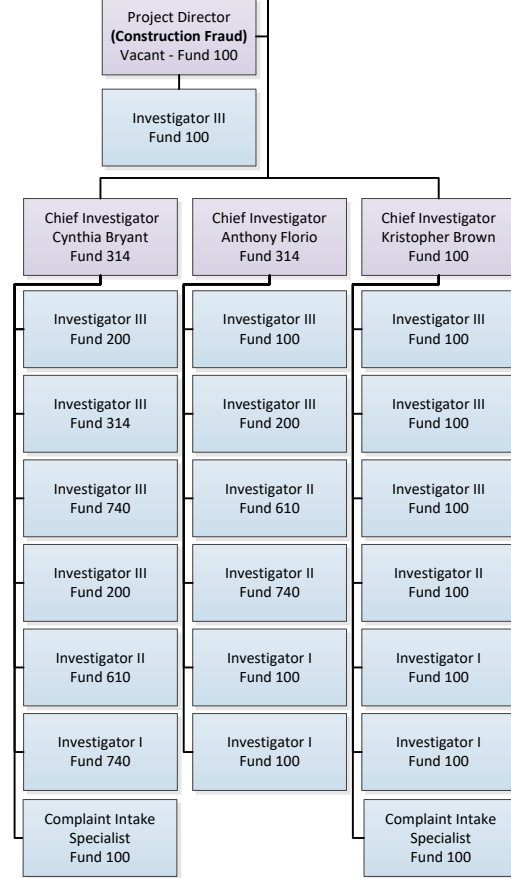 Project Director
(Construction Fraud)
Vacant - Fund 100
Investigator III
Fund 100
Chief Investigator
Cynthia Bryant
Fund 314
Investigator III
Fund 200
Investigator III
Fund 314
Investigator III
Fund 740
Investigator III
Fund 200
Investigator II
Fund 610
Investigator I
Fund 740
Complaint Intake
Specialist
Fund 100
Chief Investigator
Anthony Florio
Fund 314
Investigator III
Fund 100
Investigator III
Fund 200
Investigator II
Fund 610
Investigator II
Fund 740
Investigator I
Fund 100
Investigator I
Fund 100
Chief Investigator
Kristopher Brown
Fund 100
Investigator III
Fund 100
Investigator III
Fund 100
Investigator III
Fund 100
Investigator II
Fund 100
Investigator I
Fund 100
Investigator I
Fund 100
Complaint Intake
Specialist
Fund 100